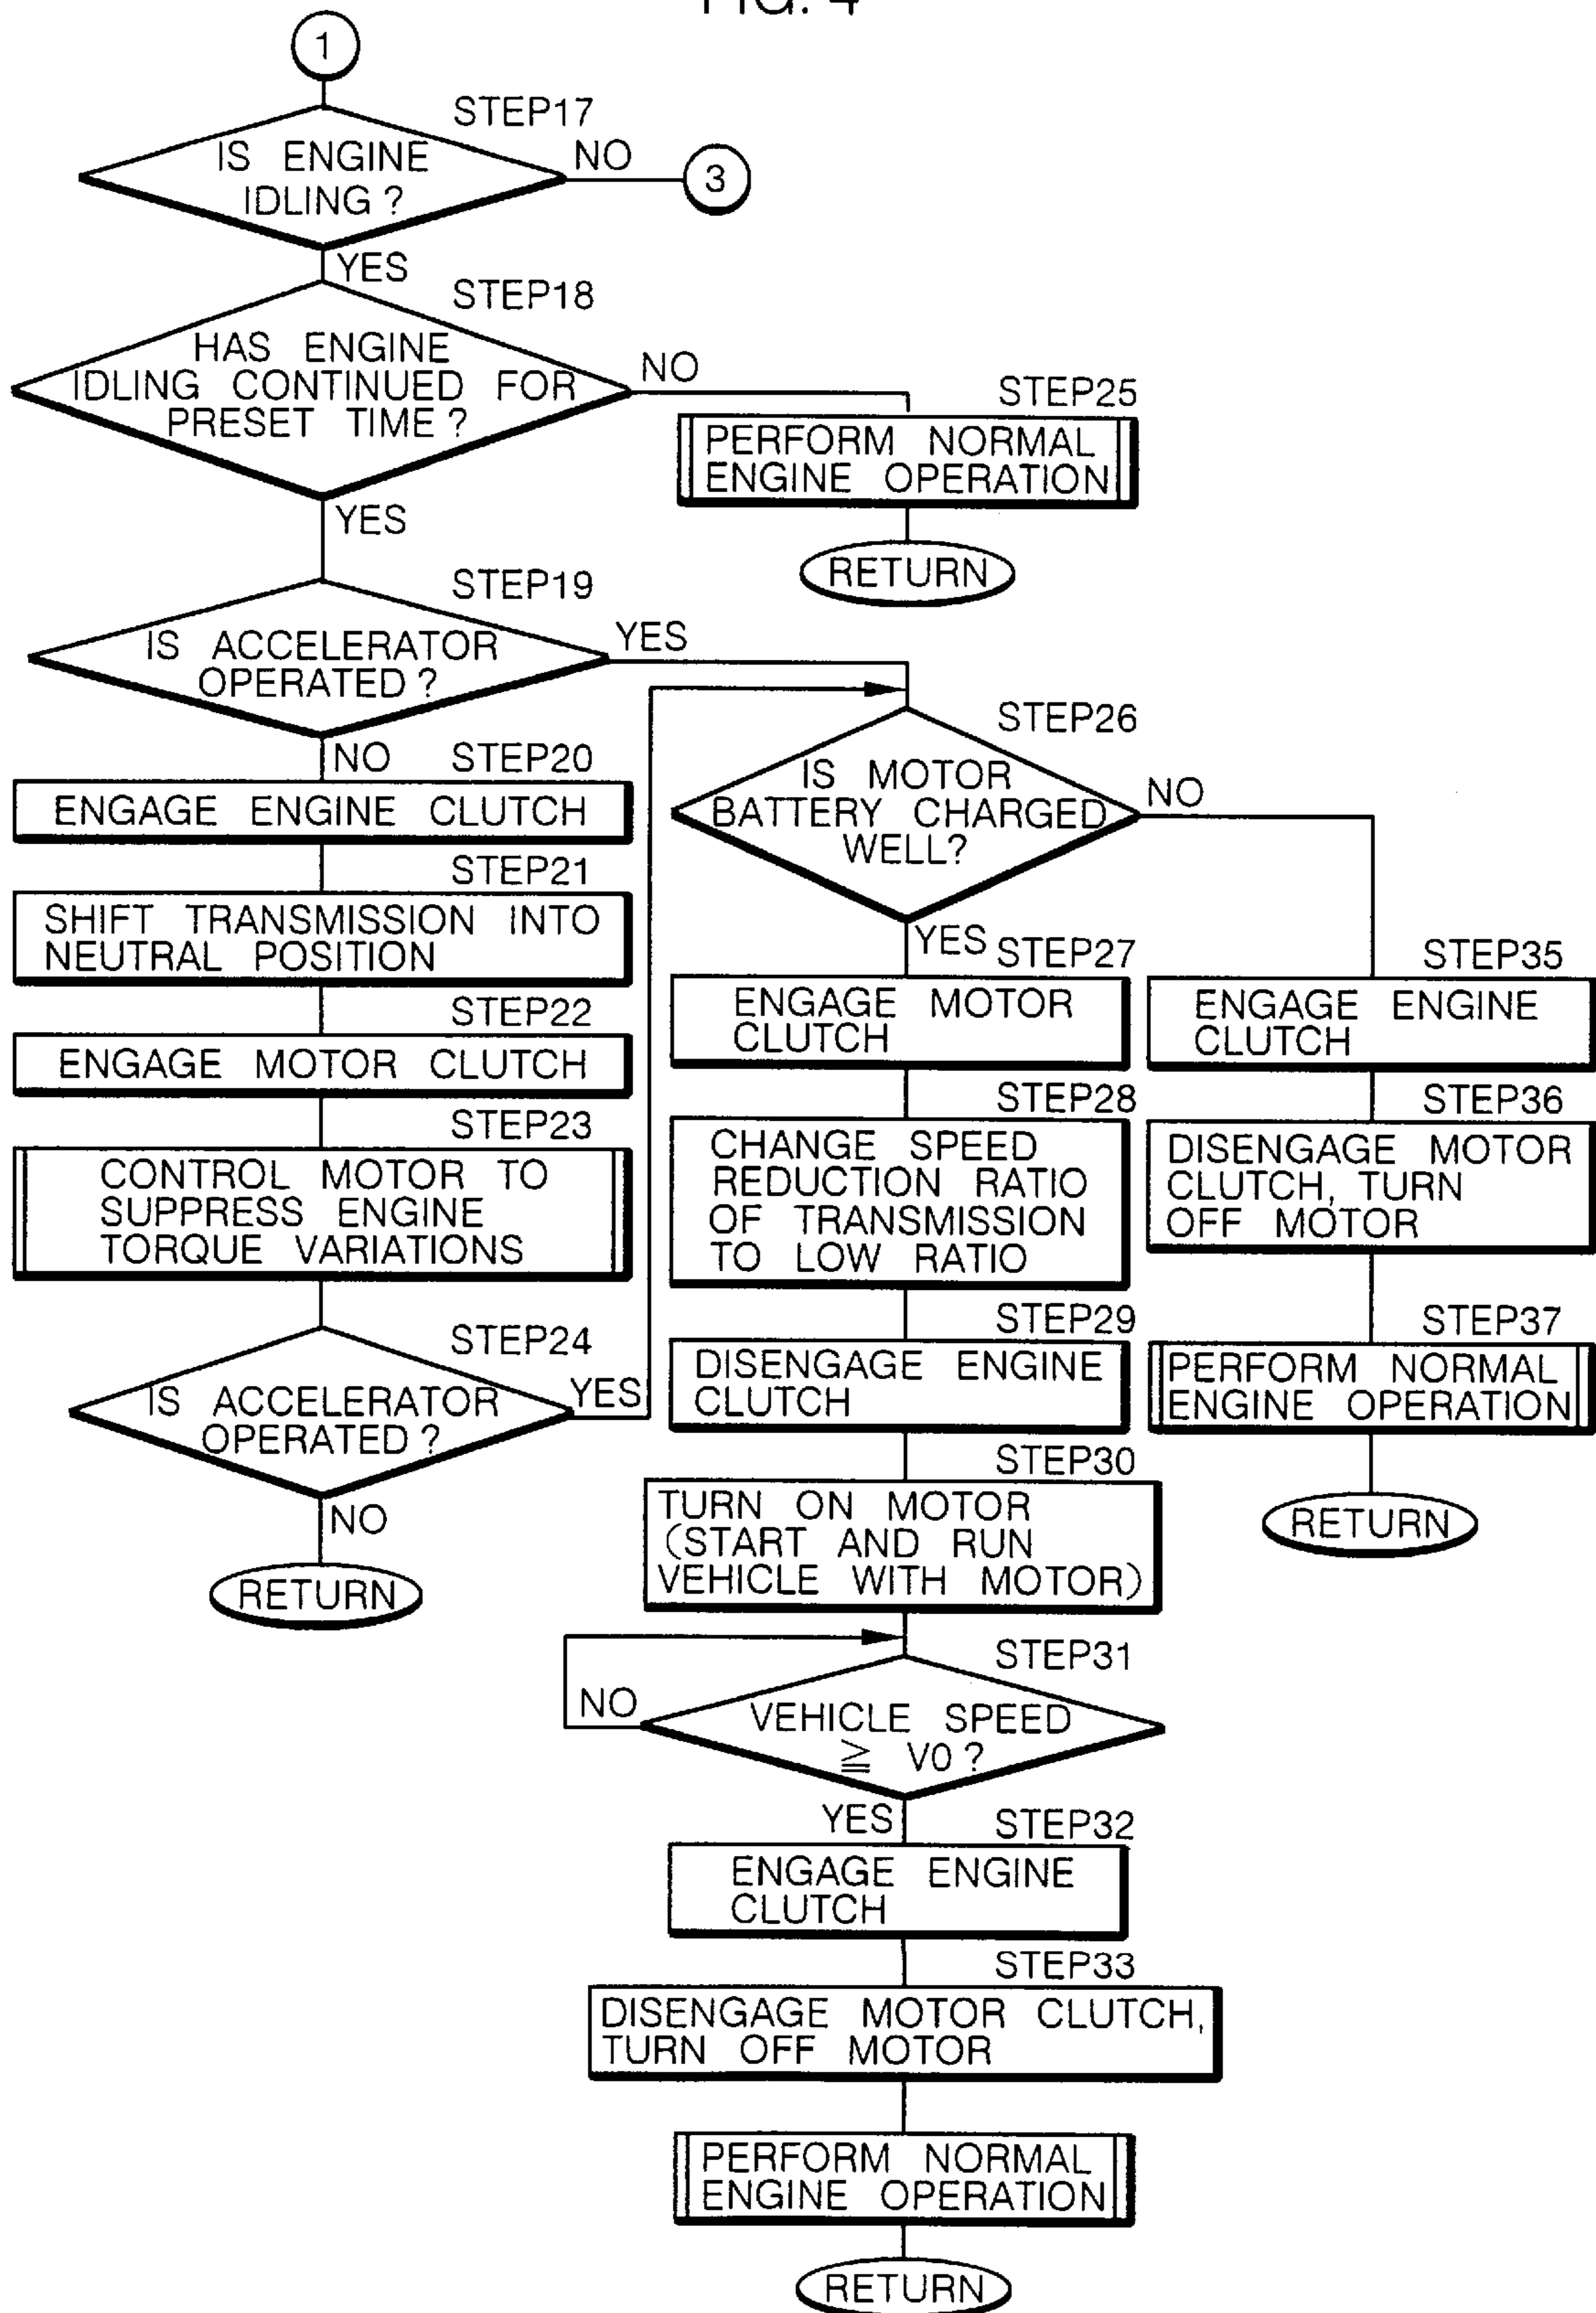 FIG. 4
1
STEP17
IS ENGINE
IDLING?
NO
3
YES
STEP18
HAS ENGINE
IDLING CONTINUED FOR
PRESET TIME?
NO
STEP25
PERFORM NORMAL
ENGINE OPERATION
RETURN
YES
STEP19
IS ACCELERATOR
OPERATED?
YES
NO
STEP20
ENGAGE ENGINE CLUTCH
STEP21
SHIFT TRANSMISSION INTO
NEUTRAL POSITION
STEP22
ENGAGE MOTOR CLUTCH
STEP23
CONTROL MOTOR TO
SUPPRESS ENGINE
TORQUE VARIATIONS
STEP24
IS ACCELERATOR
OPERATED?
YES
NO
RETURN
STEP26
IS MOTOR
BATTERY CHARGED
WELL?
NO
YES
STEP27
ENGAGE MOTOR
CLUTCH
STEP28
CHANGE SPEED
REDUCTION RATIO
OF TRANSMISSION
TO LOW RATIO
STEP29
DISENGAGE ENGINE
CLUTCH
STEP30
TURN ON MOTOR
(START AND RUN
VEHICLE WITH MOTOR)
STEP31
VEHICLE SPEED
≧ V0?
NO
YES
STEP32
ENGAGE ENGINE
CLUTCH
STEP33
DISENGAGE MOTOR CLUTCH,
TURN OFF MOTOR
PERFORM NORMAL
ENGINE OPERATION
RETURN
STEP35
ENGAGE ENGINE
CLUTCH
STEP36
DISENGAGE MOTOR
CLUTCH, TURN
OFF MOTOR
STEP37
PERFORM NORMAL
ENGINE OPERATION
RETURN